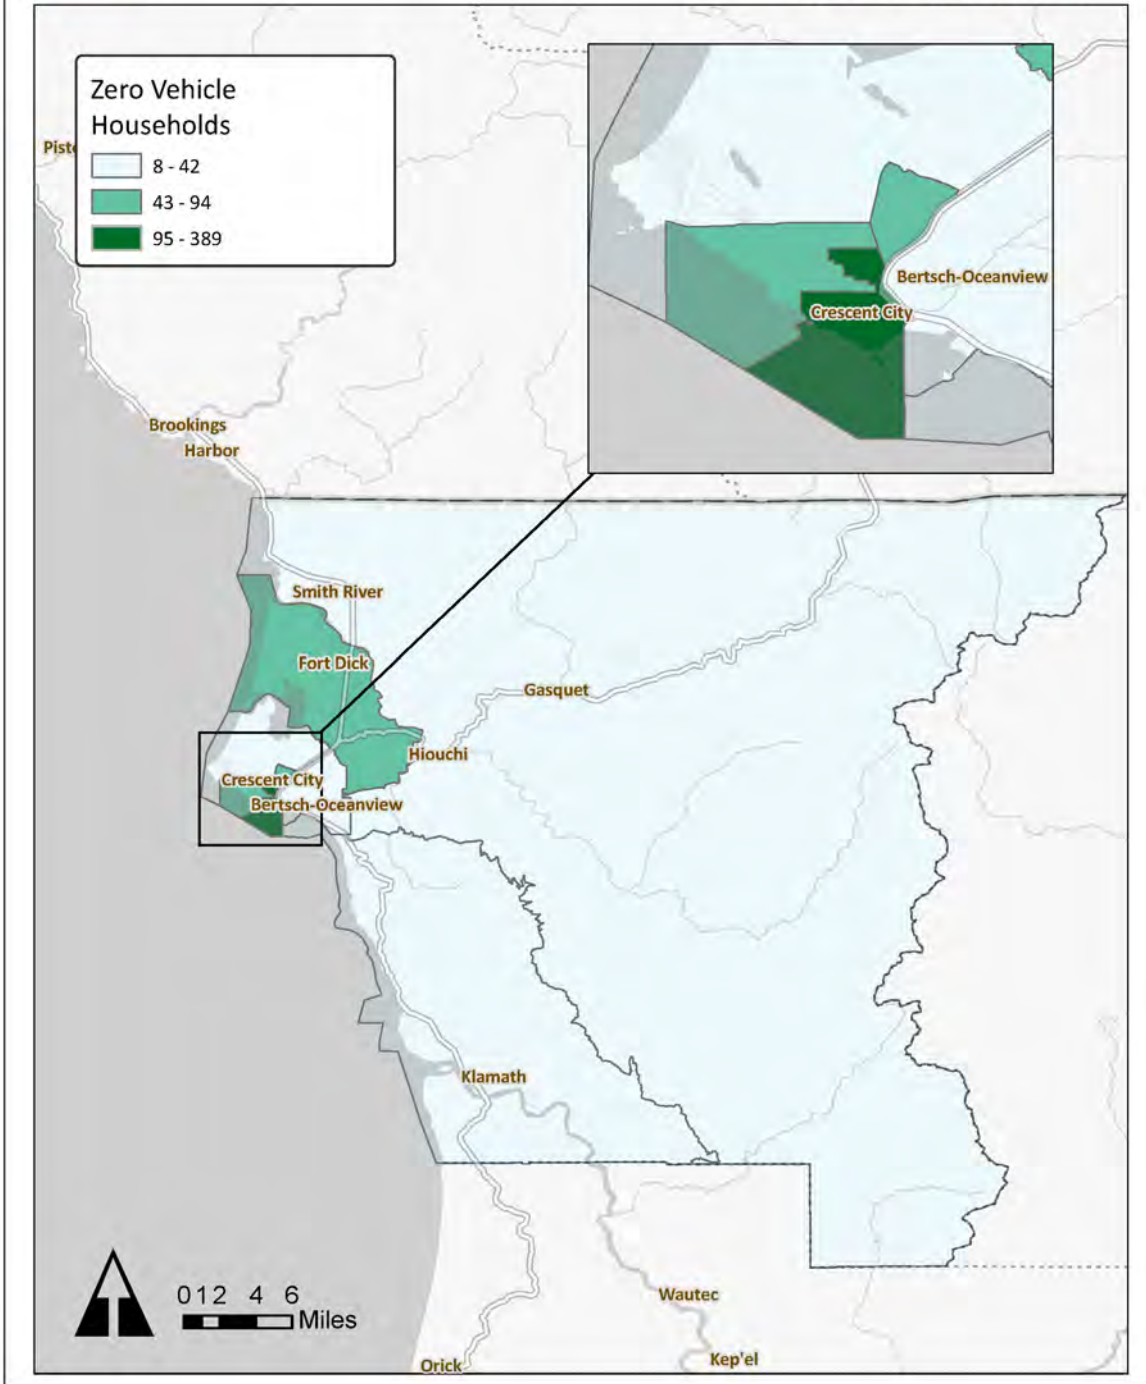 Zero Vehicle
Households
8 - 42
43 - 94
95 - 389
Bertsch-Oceanview
Crescent City
Brookings
Harbor
Smith River
Fort Dick
Gasquet
Hiouchi
Crescent City
Bertsch-Oceanview
Klamath
0 1 2 4 6
Miles
Wautec
Kep'el
Orick